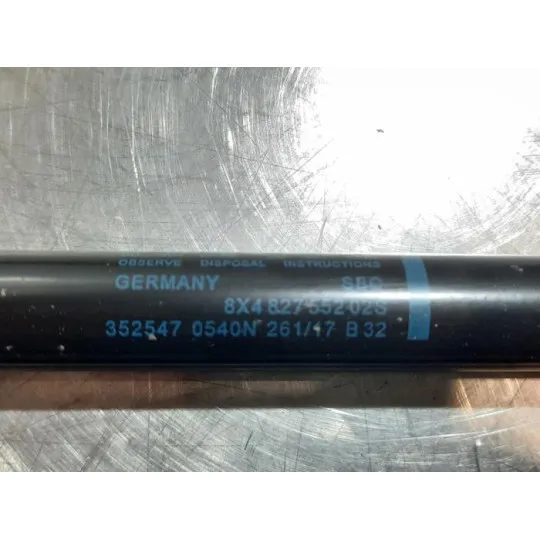 OBSERVE DISPOSAL INSTRUCTIONS
GERMANY SBO
8X4 827 552 02S
352547 0540N 261/17 B 32